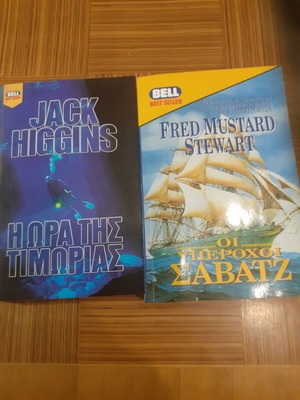 BELL
JACK
HIGGINS
Η ΩΡΑ ΤΗΣ
ΤΙΜΩΡΙΑΣ
BELL
BEST SELLER
FRED MUSTARD
STEWART
ΟΙ
ΥΠΕΡΟΧΟΙ
ΣΑΒΑΤΖ